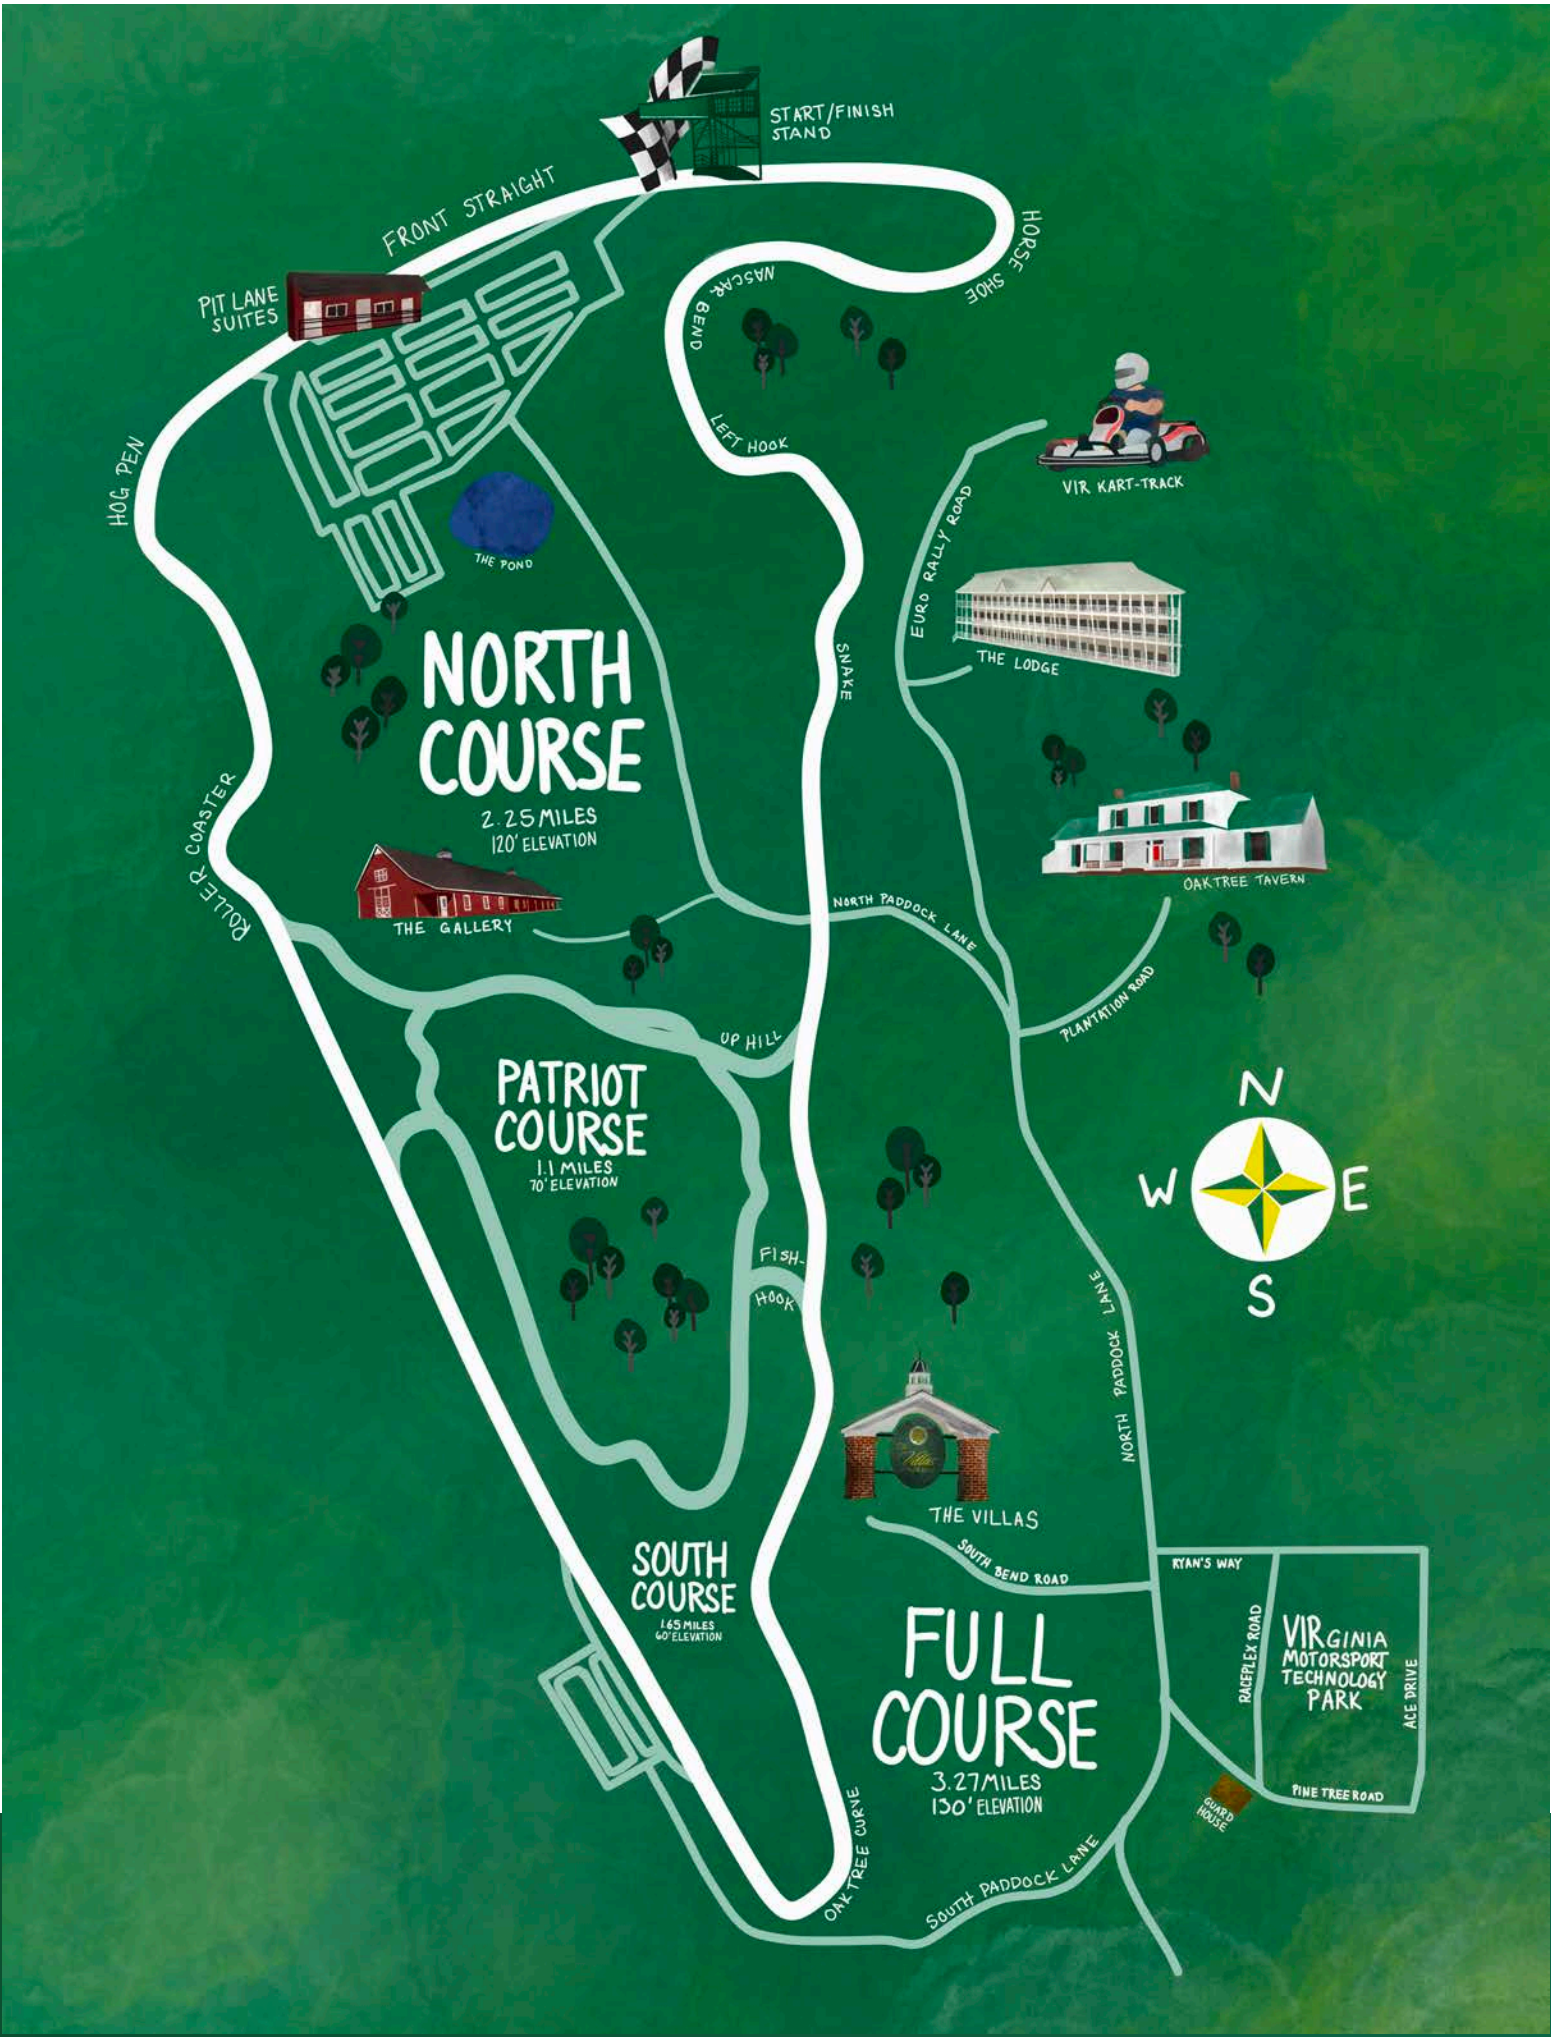 START/FINISH
STAND
FRONT STRAIGHT
HORSE SHOE
PIT LANE
SUITES
NASCAR BEND
LEFT HOOK
HOG PEN
VIR KART-TRACK
THE POND
EURO RALLY ROAD
THE LODGE
SNAKE
NORTH
COURSE
2.25 MILES
120' ELEVATION
ROLLER COASTER
OAK TREE TAVERN
THE GALLERY
NORTH PADDOCK LANE
PLANTATION ROAD
UP HILL
PATRIOT
COURSE
1.1 MILES
70' ELEVATION
N
W
E
S
FISH-
HOOK
NORTH PADDOCK LANE
Villas
THE VILLAS
SOUTH BEND ROAD
RYAN'S WAY
SOUTH
COURSE
1.65 MILES
60' ELEVATION
FULL
COURSE
3.27 MILES
130' ELEVATION
RACEPLEX ROAD
VIRGINIA
MOTORSPORT
TECHNOLOGY
PARK
ACE DRIVE
PINE TREE ROAD
GUARD
HOUSE
OAK TREE CURVE
SOUTH PADDOCK LANE